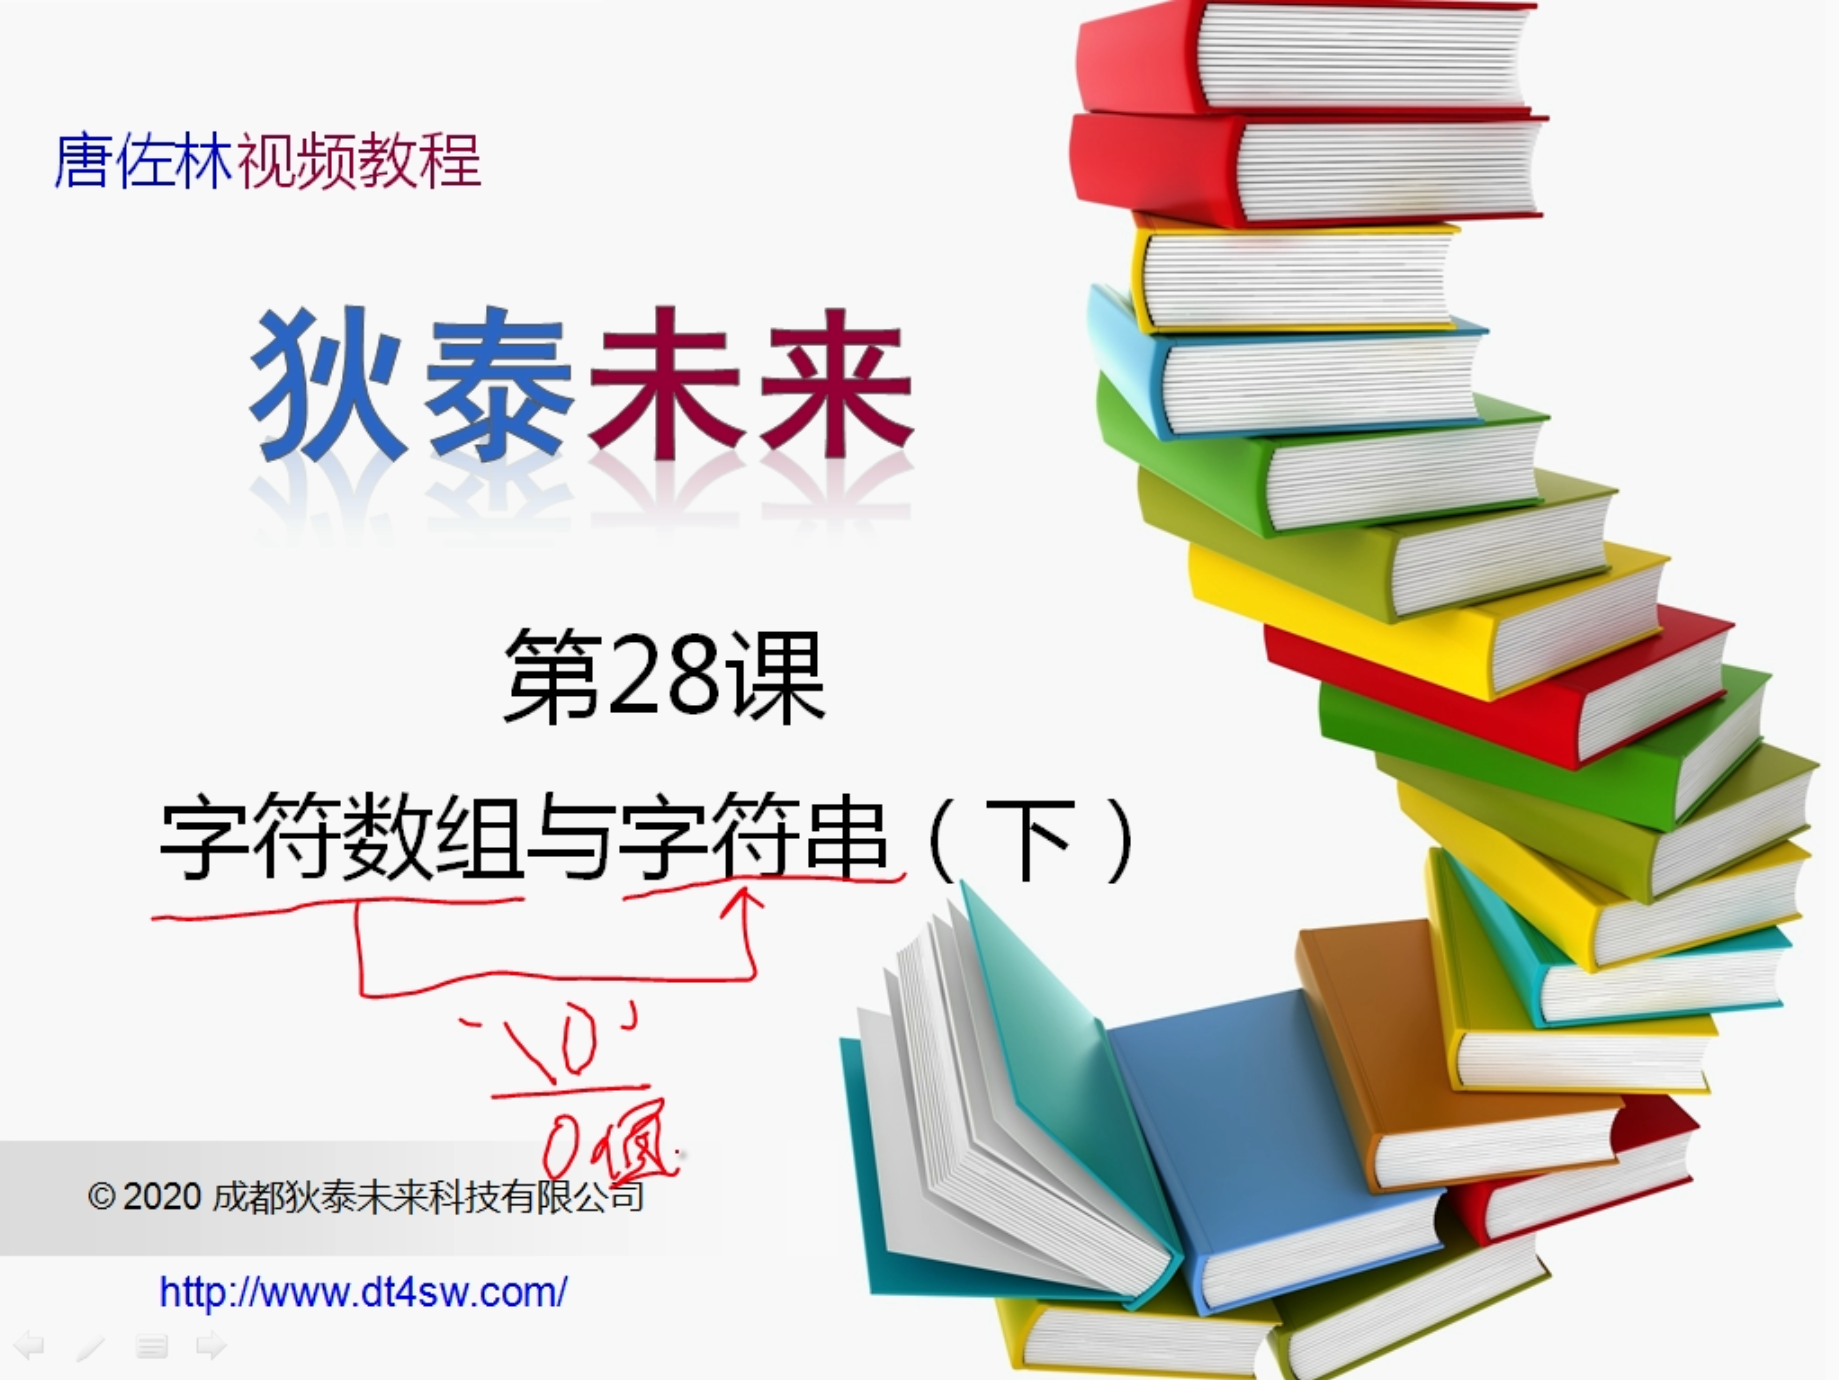 唐佐林视频教程
狄泰未来
第28课
字符数组与字符串（下）
'\0'
0值
© 2020 成都狄泰未来科技有限公司
http://www.dt4sw.com/